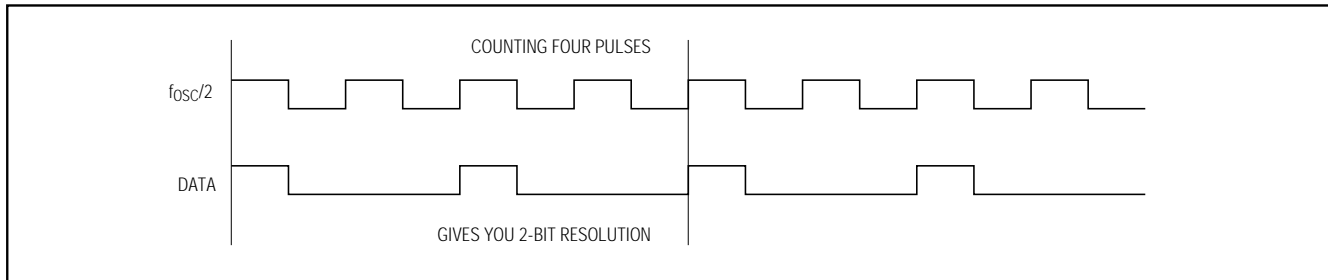 COUNTING FOUR PULSES
fOSC/2
DATA
GIVES YOU 2-BIT RESOLUTION